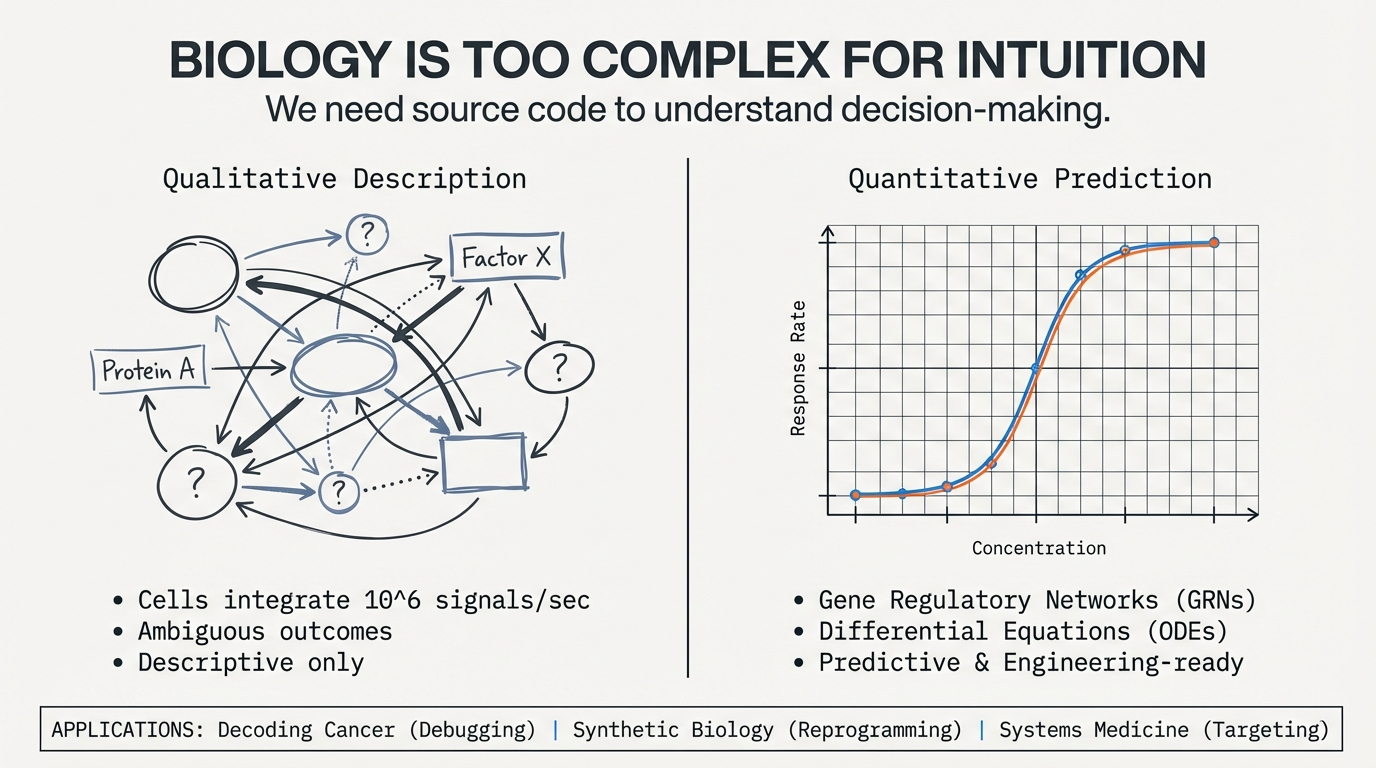 BIOLOGY IS TOO COMPLEX FOR INTUITION
We need source code to understand decision-making.
Qualitative Description
?
Factor X
Protein A
?
?
?
• Cells integrate 10^6 signals/sec
• Ambiguous outcomes
• Descriptive only
Quantitative Prediction
Response Rate
Concentration
• Gene Regulatory Networks (GRNs)
• Differential Equations (ODEs)
• Predictive & Engineering-ready
APPLICATIONS: Decoding Cancer (Debugging) | Synthetic Biology (Reprogramming) | Systems Medicine (Targeting)